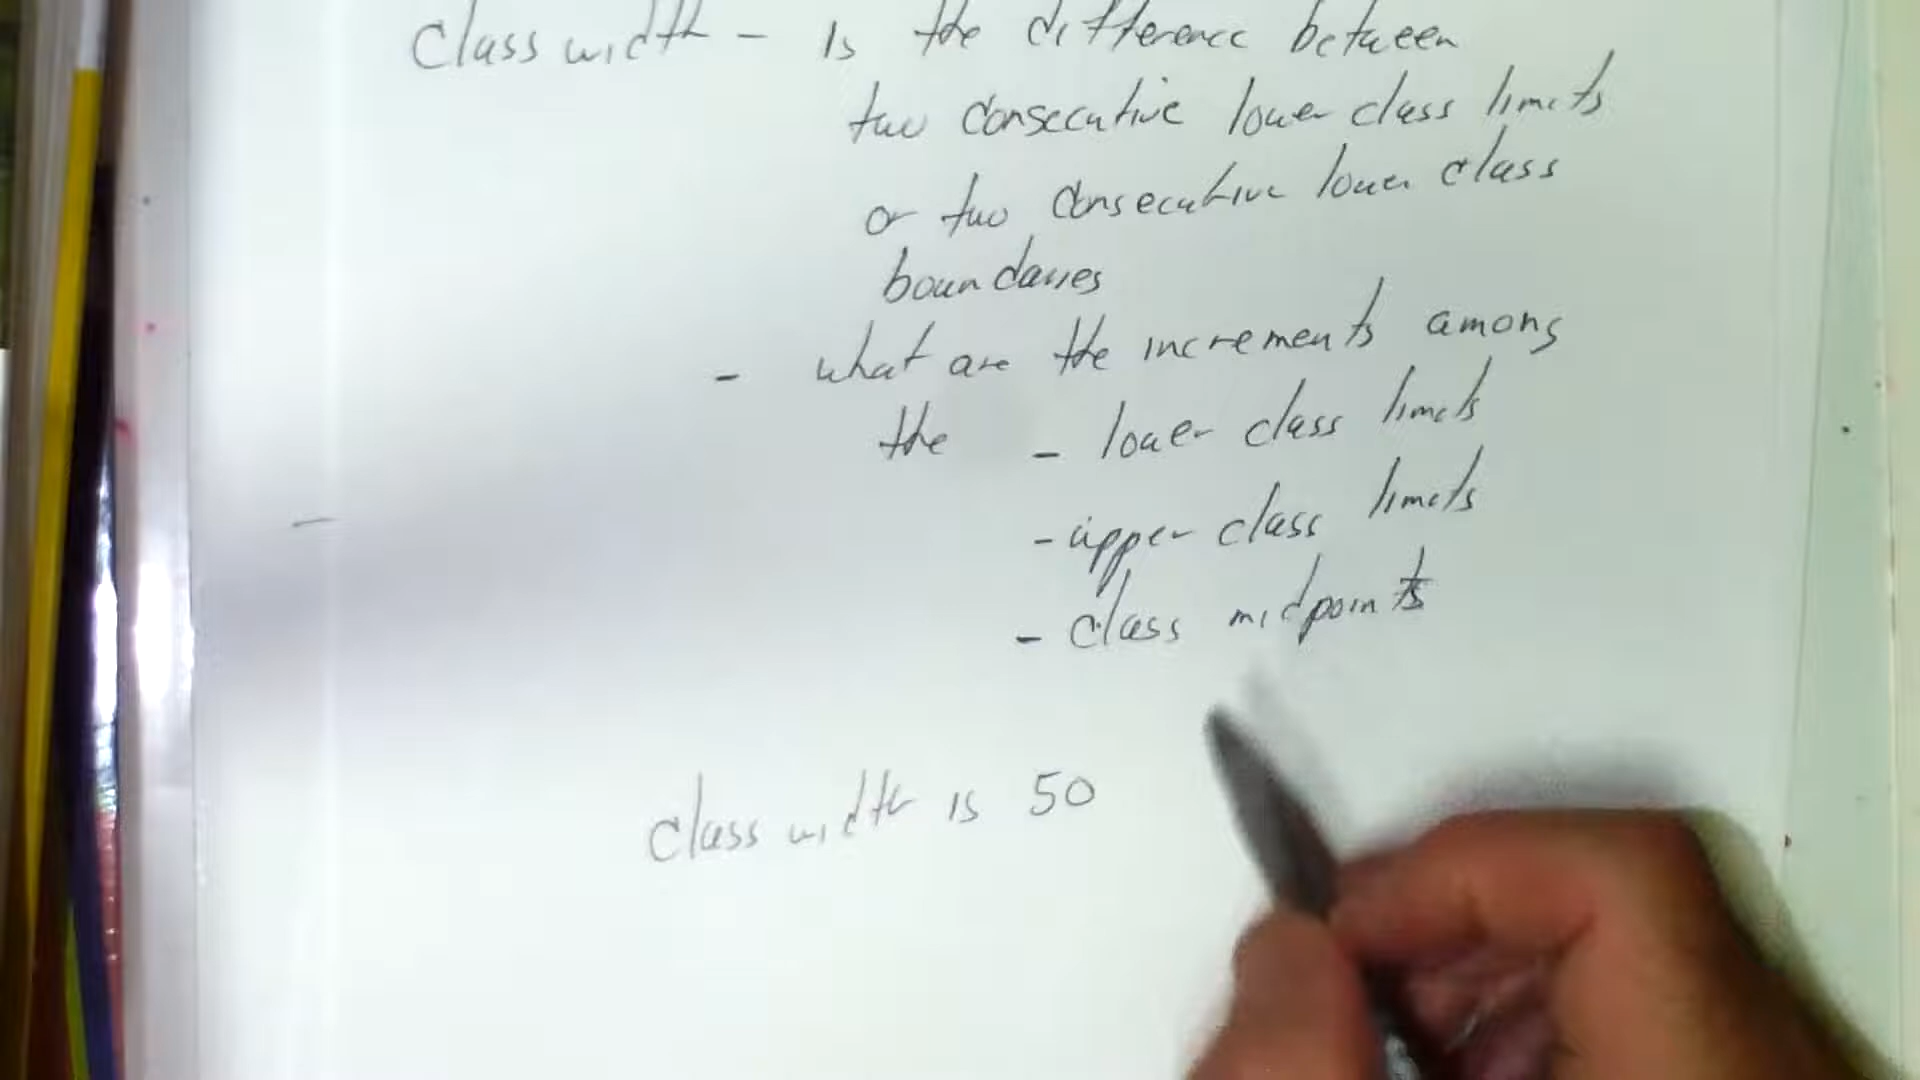 Class width - is the difference between
two consecutive lower class limits
or two consecutive lower class
boundaries
- what are the increments among
the - lower class limits
- upper class limits
- class midpoints
class width is 50